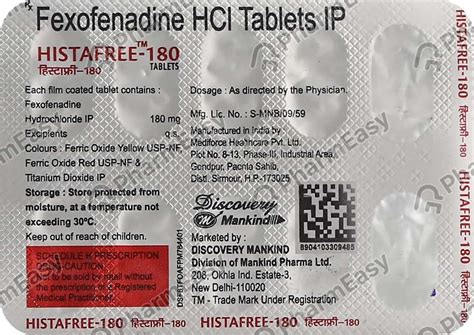 Fexofenadine HCl Tablets IP
HISTAFREE™-180
TABLETS
हिस्टाफ्री-180
Each film coated tablet contains :
Fexofenadine
Hydrochloride IP 180 mg
Excipients q.s.
Colours : Ferric Oxide Yellow USP-NF,
Ferric Oxide Red USP-NF &
Titanium Dioxide IP
Storage : Store protected from
moisture, at a temperature not
exceeding 30°C.
Keep out of reach of children.
SCHEDULE H PRESCRIPTION
DRUG-CAUTION
Not to be sold by retail without
the prescription of a Registered
Medical Practitioner.
Dosage : As directed by the Physician.
Mfg. Lic. No. : S-MNB/09/59
Manufactured in India by
Mediforce Healthcare Pvt. Ltd.
Plot No. 8-13, Phase-III, Industrial Area,
Gondpur, Paonta Sahib,
Dist. Sirmour, H.P.-173025
Discovery
Mankind
Marketed by :
DISCOVERY MANKIND
Division of Mankind Pharma Ltd.
208, Okhla Ind. Estate-3,
New Delhi-110020
TM - Trade Mark Under Registration
8904103309485
HISTAFREE-180 हिस्टाफ्री-180
HISTAFREE-180 हिस्टाफ्री-180 HISTAFREE-180 हिस्टाफ्री-180
PharmEasy